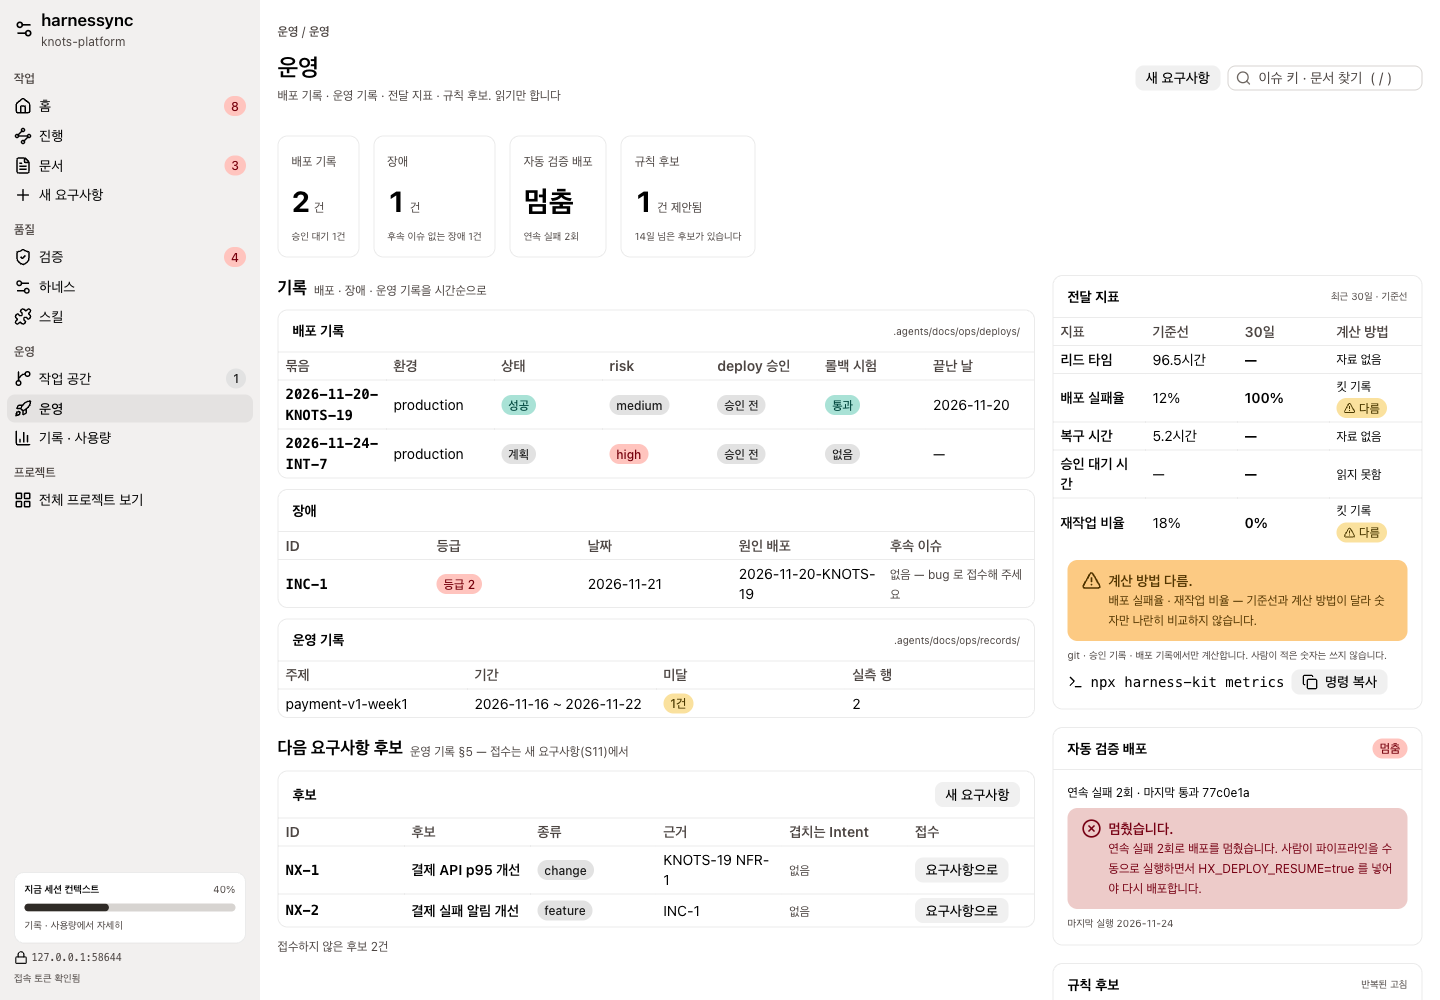 harnessync
knots-platform
작업
홈 8
진행
문서 3
새 요구사항
품질
검증 4
하네스
스킬
운영
작업 공간 1
운영
기록 · 사용량
프로젝트
전체 프로젝트 보기
지금 세션 컨텍스트 40%
기록 · 사용량에서 자세히
127.0.0.1:58644
접속 토큰 확인됨
운영 / 운영
운영
배포 기록 · 운영 기록 · 전달 지표 · 규칙 후보. 읽기만 합니다
새 요구사항
이슈 키 · 문서 찾기 ( / )
배포 기록
2 건
승인 대기 1건
장애
1 건
후속 이슈 없는 장애 1건
자동 검증 배포
멈춤
연속 실패 2회
규칙 후보
1 건 제안됨
14일 넘은 후보가 있습니다
기록 배포 · 장애 · 운영 기록을 시간순으로
배포 기록 .agents/docs/ops/deploys/
묶음 환경 상태 risk deploy 승인 롤백 시험 끝난 날
2026-11-20-
KNOTS-19 production 성공 medium 승인 전 통과 2026-11-20
2026-11-24-
INT-7 production 계획 high 승인 전 없음 —
장애
ID 등급 날짜 원인 배포 후속 이슈
INC-1 등급 2 2026-11-21 2026-11-20-KNOTS-
19 없음 — bug 로 접수해 주세
요
운영 기록 .agents/docs/ops/records/
주제 기간 미달 실측 행
payment-v1-week1 2026-11-16 ~ 2026-11-22 1건 2
다음 요구사항 후보 운영 기록 §5 — 접수는 새 요구사항(S11)에서
후보 새 요구사항
ID 후보 종류 근거 겹치는 Intent 접수
NX-1 결제 API p95 개선 change KNOTS-19 NFR-
1 없음 요구사항으로
NX-2 결제 실패 알림 개선 feature INC-1 없음 요구사항으로
접수하지 않은 후보 2건
전달 지표 최근 30일 · 기준선
지표 기준선 30일 계산 방법
리드 타임 96.5시간 — 자료 없음
배포 실패율 12% 100% 킷 기록
다름
복구 시간 5.2시간 — 자료 없음
승인 대기 시
간 — — 읽지 못함
재작업 비율 18% 0% 킷 기록
다름
계산 방법 다름.
배포 실패율 · 재작업 비율 — 기준선과 계산 방법이 달라 숫
자만 나란히 비교하지 않습니다.
git · 승인 기록 · 배포 기록에서만 계산합니다. 사람이 적은 숫자는 쓰지 않습니다.
npx harness-kit metrics 명령 복사
자동 검증 배포 멈춤
연속 실패 2회 · 마지막 통과 77c0e1a
멈췄습니다.
연속 실패 2회로 배포를 멈췄습니다. 사람이 파이프라인을 수
동으로 실행하면서 HX_DEPLOY_RESUME=true 를 넣어
야 다시 배포합니다.
마지막 실행 2026-11-24
규칙 후보 반복된 고침